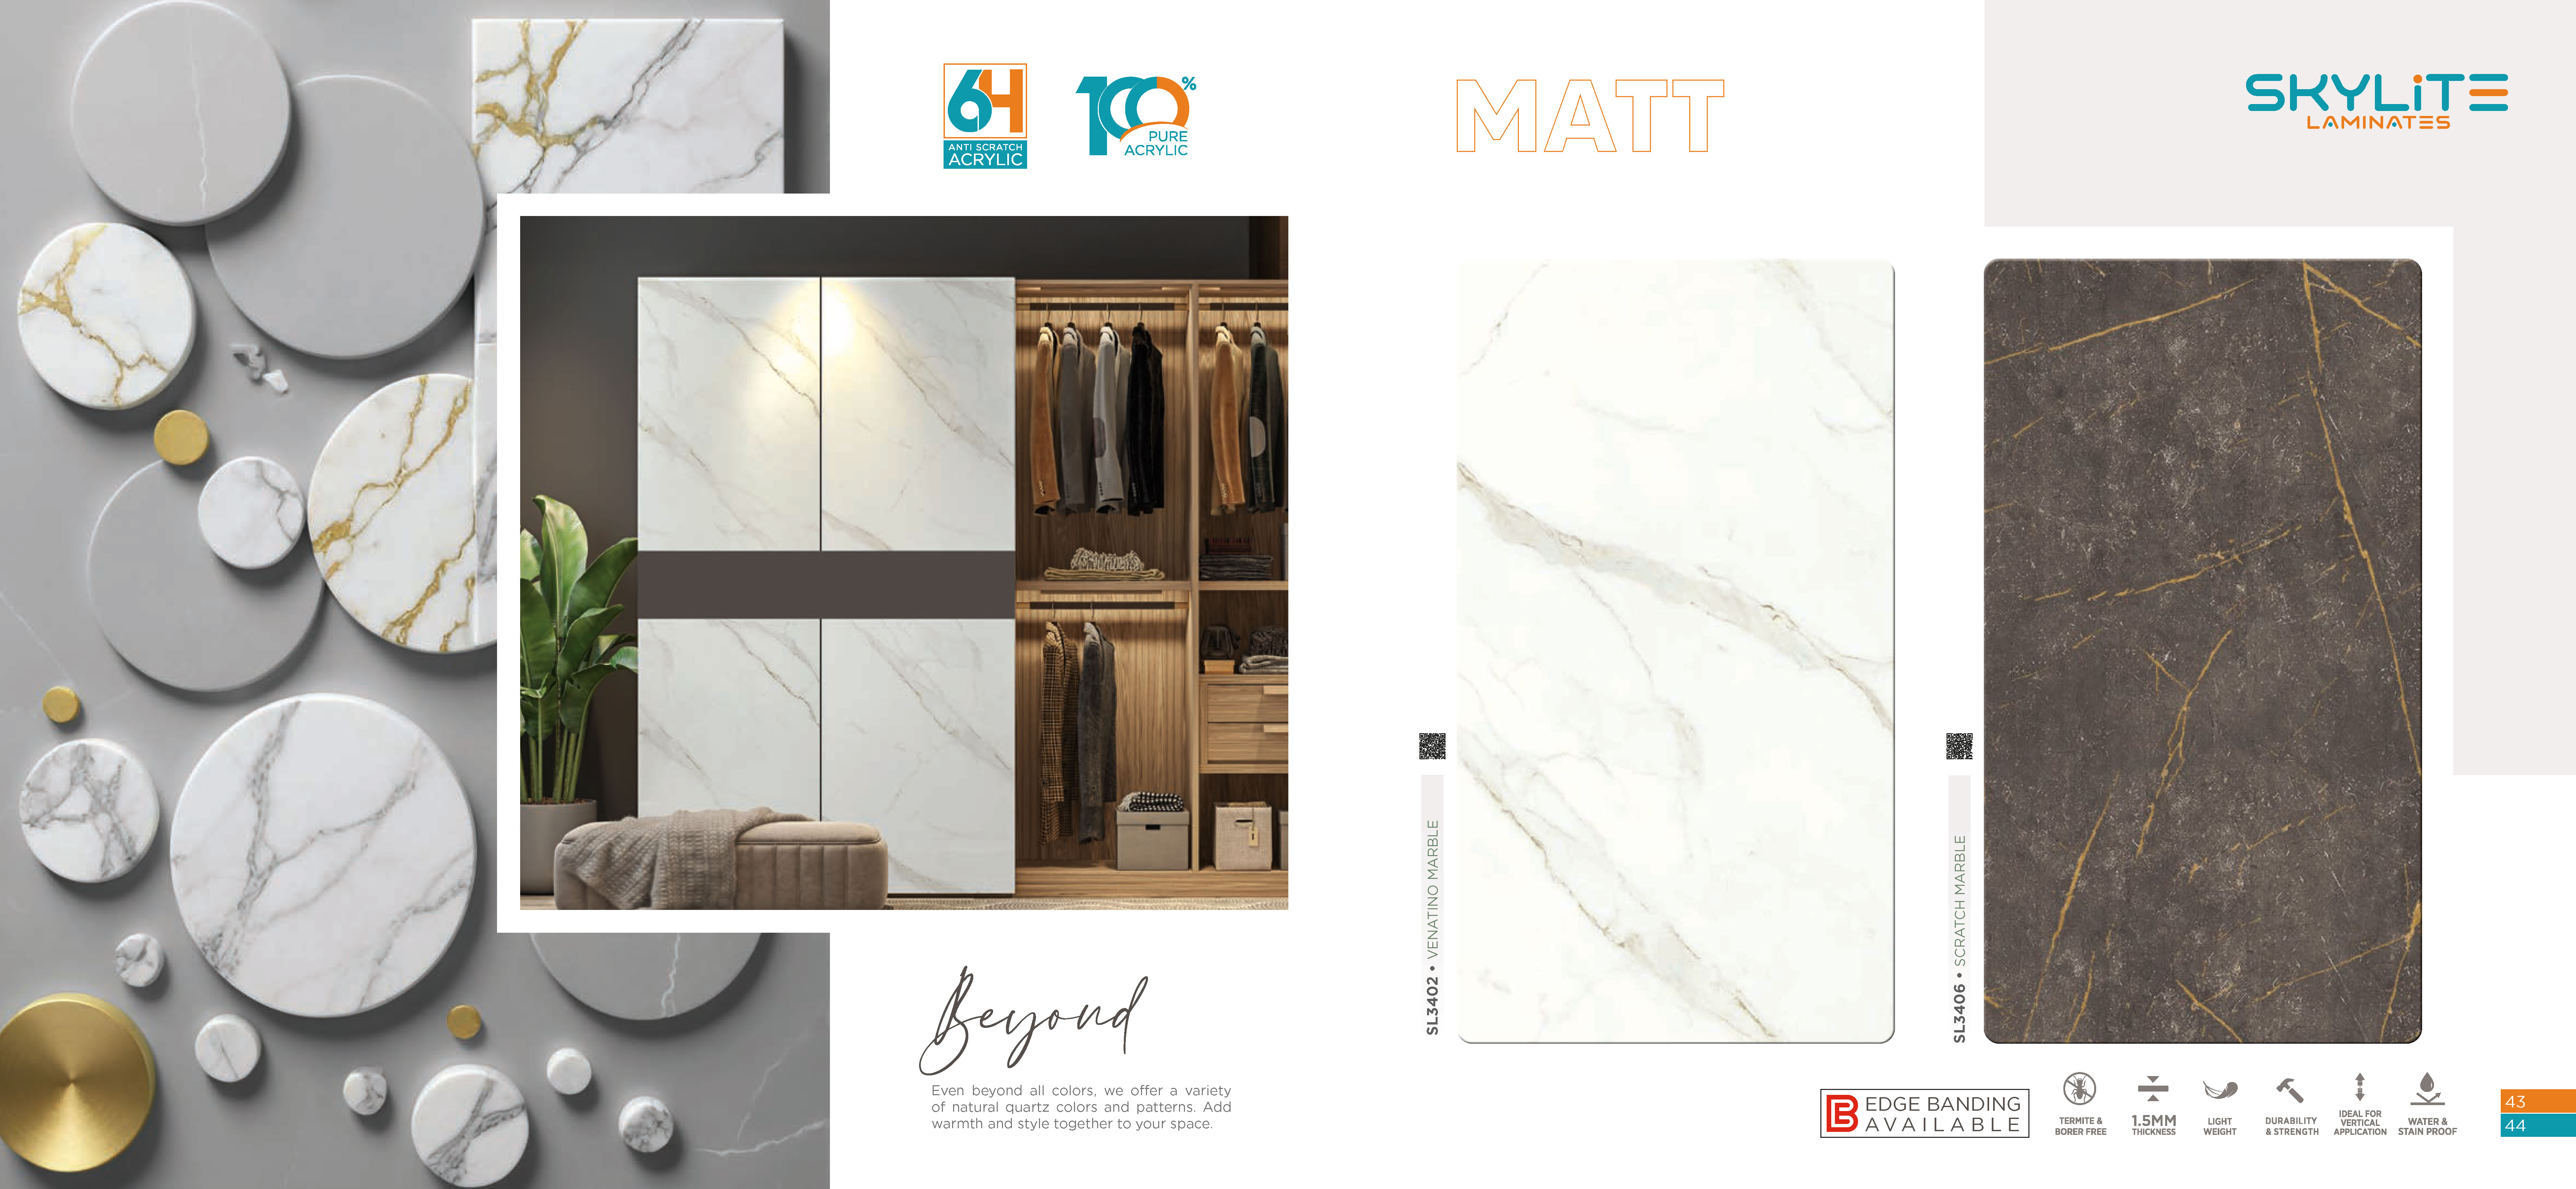 64
ANTI SCRATCH
ACRYLIC
100%
PURE
ACRYLIC
MATT
SKYLiTE
LAMINATES
SL3402 • VENATINO MARBLE
SL3406 • SCRATCH MARBLE
Beyond
Even beyond all colors, we offer a variety
of natural quartz colors and patterns. Add
warmth and style together to your space.
B EDGE BANDING
AVAILABLE
TERMITE &
BORER FREE
1.5MM
THICKNESS
LIGHT
WEIGHT
DURABILITY
& STRENGTH
IDEAL FOR
VERTICAL
APPLICATION
WATER &
STAIN PROOF
43
44